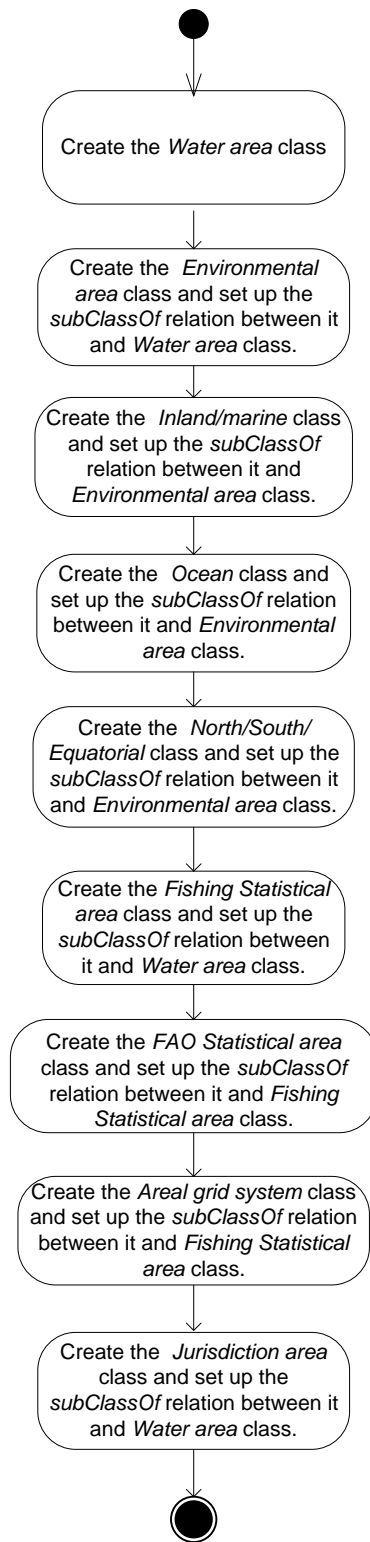 Create the Water area class
Create the Environmental
area class and set up the
subClassOf relation between it
and Water area class.
Create the Inland/marine class
and set up the subClassOf
relation between it and
Environmental area class.
Create the Ocean class and
set up the subClassOf relation
between it and Environmental
area class.
Create the North/South/
Equatorial class and set up the
subClassOf relation between it
and Environmental area class.
Create the Fishing Statistical
area class and set up the
subClassOf relation between
it and Water area class.
Create the FAO Statistical area
class and set up the subClassOf
relation between it and Fishing
Statistical area class.
Create the Areal grid system class
and set up the subClassOf relation
between it and Fishing Statistical
area class.
Create the Jurisdiction area
class and set up the
subClassOf relation between it
and Water area class.